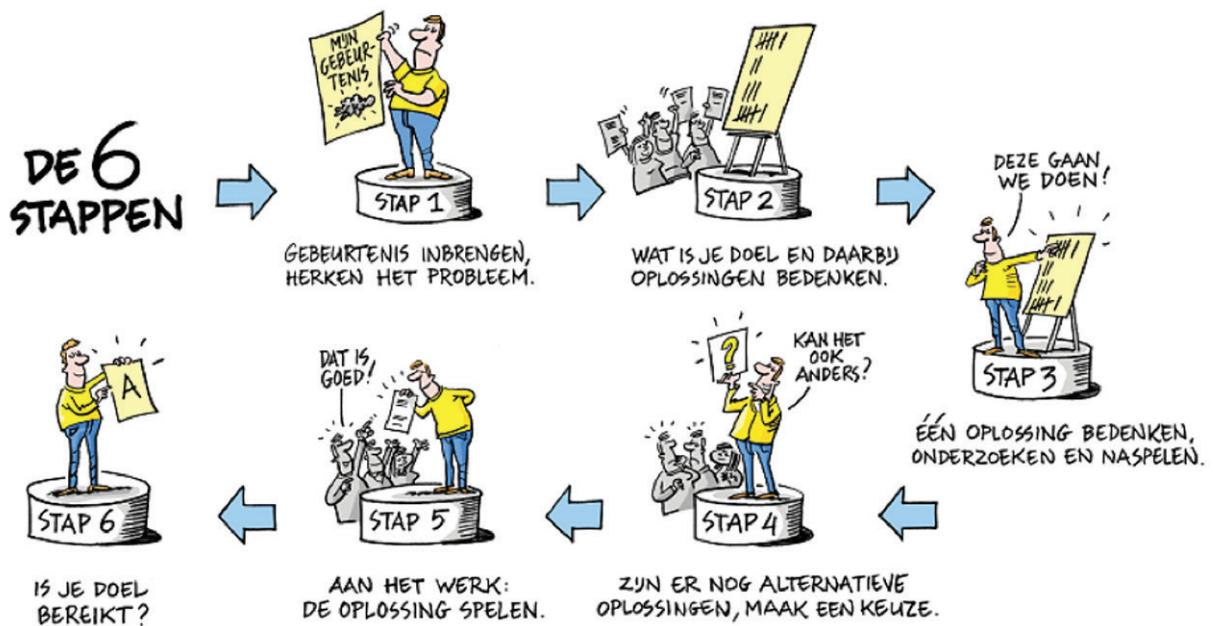 DE 6
STAPPEN
MIJN
GEBEUR-
TENIS
STAP 1
GEBEURTENIS INBRENGEN,
HERKEN HET PROBLEEM.
STAP 2
WAT IS JE DOEL EN DAARBIJ
OPLOSSINGEN BEDENKEN.
DEZE GAAN
WE DOEN!
STAP 3
ÉÉN OPLOSSING BEDENKEN,
ONDERZOEKEN EN NASPELEN.
?
KAN HET
OOK
ANDERS?
STAP 4
ZIJN ER NOG ALTERNATIEVE
OPLOSSINGEN, MAAK EEN KEUZE.
DAT IS
GOED!
STAP 5
AAN HET WERK:
DE OPLOSSING SPELEN.
A
STAP 6
IS JE DOEL
BEREIKT?